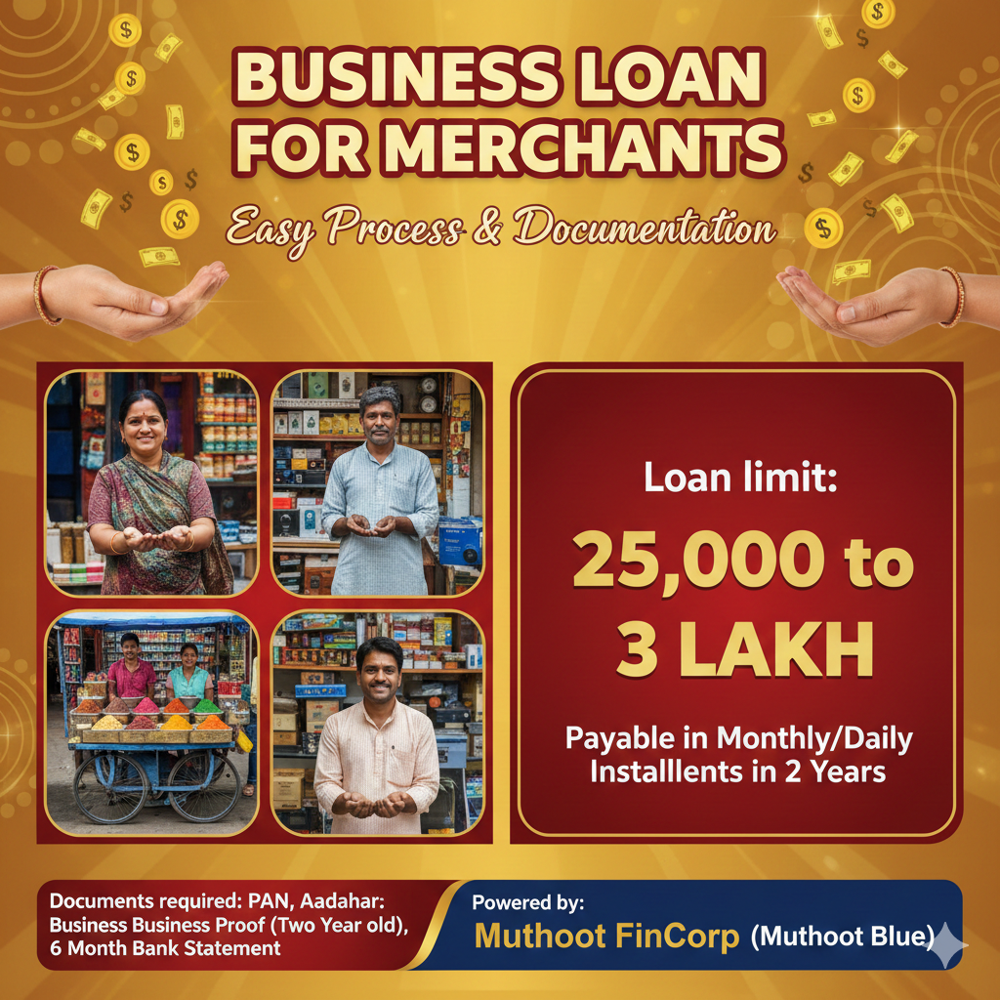 BUSINESS LOAN
FOR MERCHANTS
Easy Process & Documentation
Loan limit:
25,000 to
3 LAKH
Payable in Monthly/Daily
Installlents in 2 Years
Documents required: PAN, Aadahar:
Business Business Proof (Two Year old),
6 Month Bank Statement
Powered by:
Muthoot FinCorp (Muthoot Blue)